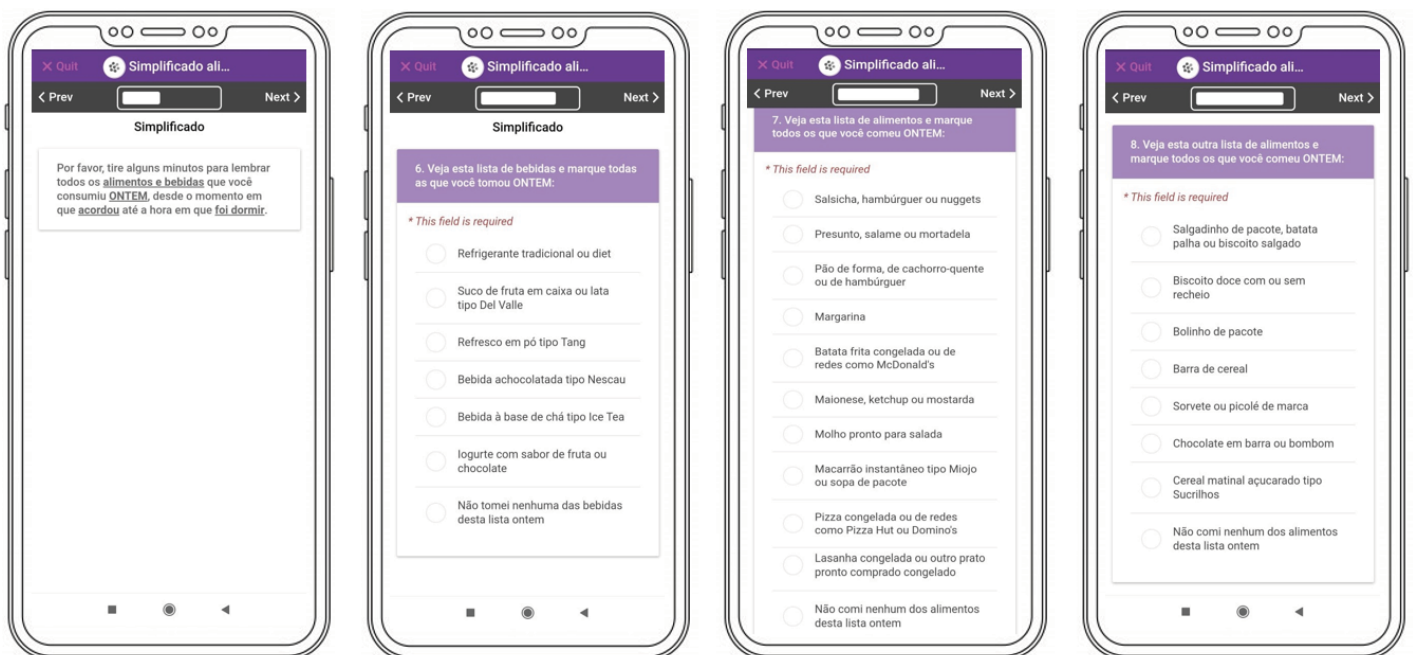 × Quit
Simplificado ali...
< Prev
Next >
Simplificado
Por favor, tire alguns minutos para lembrar
todos os alimentos e bebidas que você
consumiu ONTEM, desde o momento em
que acordou até a hora em que foi dormir.
× Quit
Simplificado ali...
< Prev
Next >
Simplificado
6. Veja esta lista de bebidas e marque todas
as que você tomou ONTEM:
* This field is required
Refrigerante tradicional ou diet
Suco de fruta em caixa ou lata
tipo Del Valle
Refresco em pó tipo Tang
Bebida achocolatada tipo Nescau
Bebida à base de chá tipo Ice Tea
Iogurte com sabor de fruta ou
chocolate
Não tomei nenhuma das bebidas
desta lista ontem
× Quit
Simplificado ali...
< Prev
Next >
7. Veja esta lista de alimentos e marque
todos os que você comeu ONTEM:
* This field is required
Salsicha, hambúrguer ou nuggets
Presunto, salame ou mortadela
Pão de forma, de cachorro-quente
ou de hambúrguer
Margarina
Batata frita congelada ou de
redes como McDonald's
Maionese, ketchup ou mostarda
Molho pronto para salada
Macarrão instantâneo tipo Miojo
ou sopa de pacote
Pizza congelada ou de redes
como Pizza Hut ou Domino's
Lasanha congelada ou outro prato
pronto comprado congelado
Não comi nenhum dos alimentos
desta lista ontem
× Quit
Simplificado ali...
< Prev
Next >
8. Veja esta outra lista de alimentos e
marque todos os que você comeu ONTEM:
* This field is required
Salgadinho de pacote, batata
palha ou biscoito salgado
Biscoito doce com ou sem
recheio
Bolinho de pacote
Barra de cereal
Sorvete ou picolé de marca
Chocolate em barra ou bombom
Cereal matinal açucarado tipo
Sucrilhos
Não comi nenhum dos alimentos
desta lista ontem